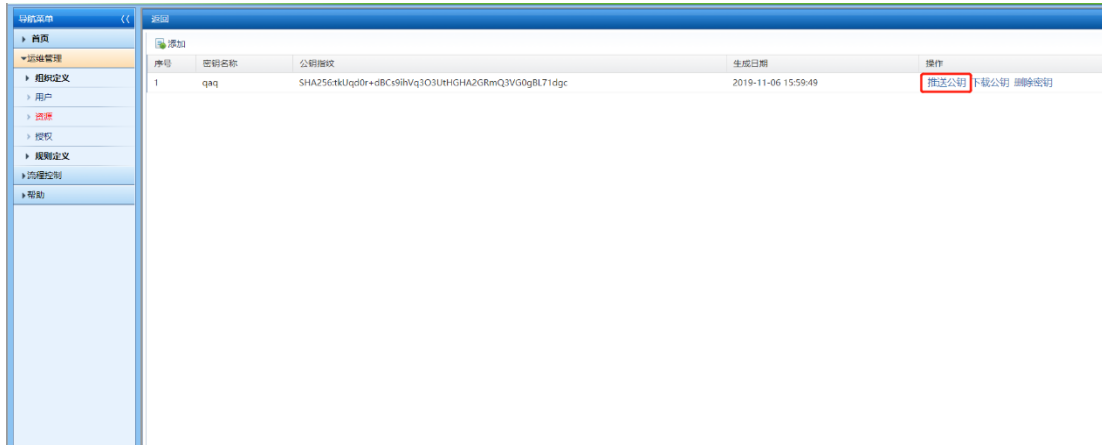 导航菜单
返回
首页
运维管理
组织定义
用户
资源
授权
规则定义
流程控制
帮助
添加
序号 密钥名称 公钥指纹 生成日期 操作
1 qaq SHA256:tkUqd0r+dBCs9ihVq3O3UtHGHA2GRmQ3VG0gBL71dgc 2019-11-06 15:59:49 推送公钥 下载公钥 删除密钥